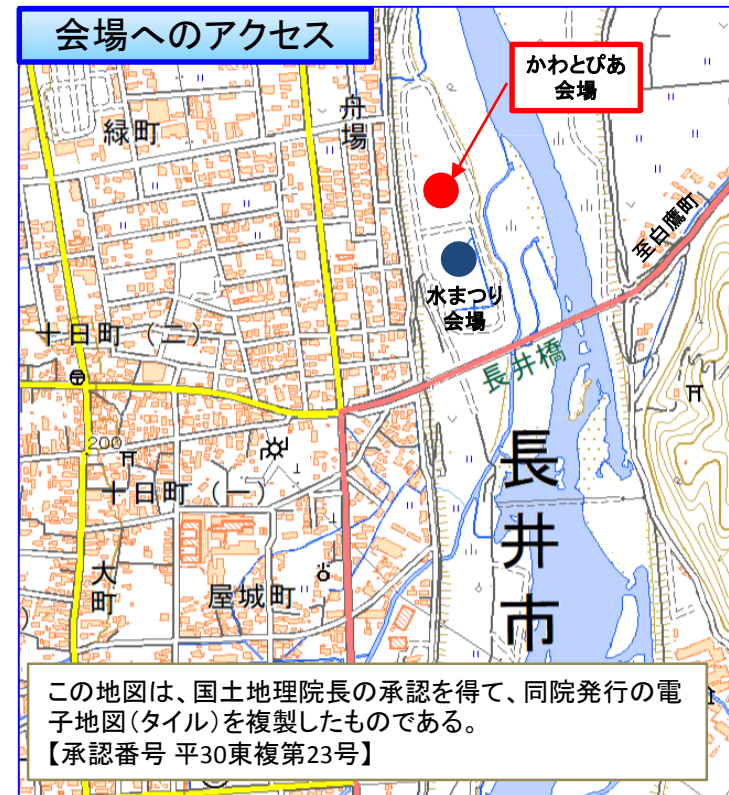 会場へのアクセス
かわとぴあ
会場
舟場
緑町
至白鷹町
水まつり
会場
十日町(二)
長井橋
200
十日町(一)
長井市
大町
屋城町
この地図は、国土地理院長の承認を得て、同院発行の電
子地図(タイル)を複製したものである。
【承認番号 平30東複第23号】